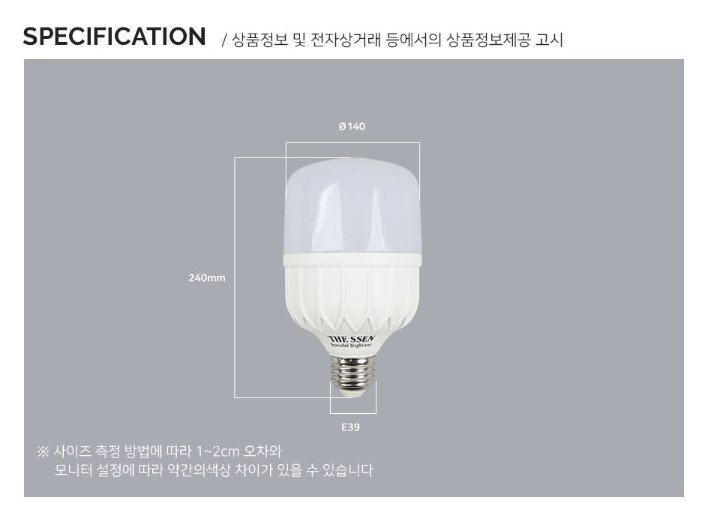 SPECIFICATION / 상품정보 및 전자상거래 등에서의 상품정보제공 고시
Ø140
240mm
THE SSEN
Powerful Brightness
E39
※ 사이즈 측정 방법에 따라 1~2cm 오차와
모니터 설정에 따라 약간의색상 차이가 있을 수 있습니다